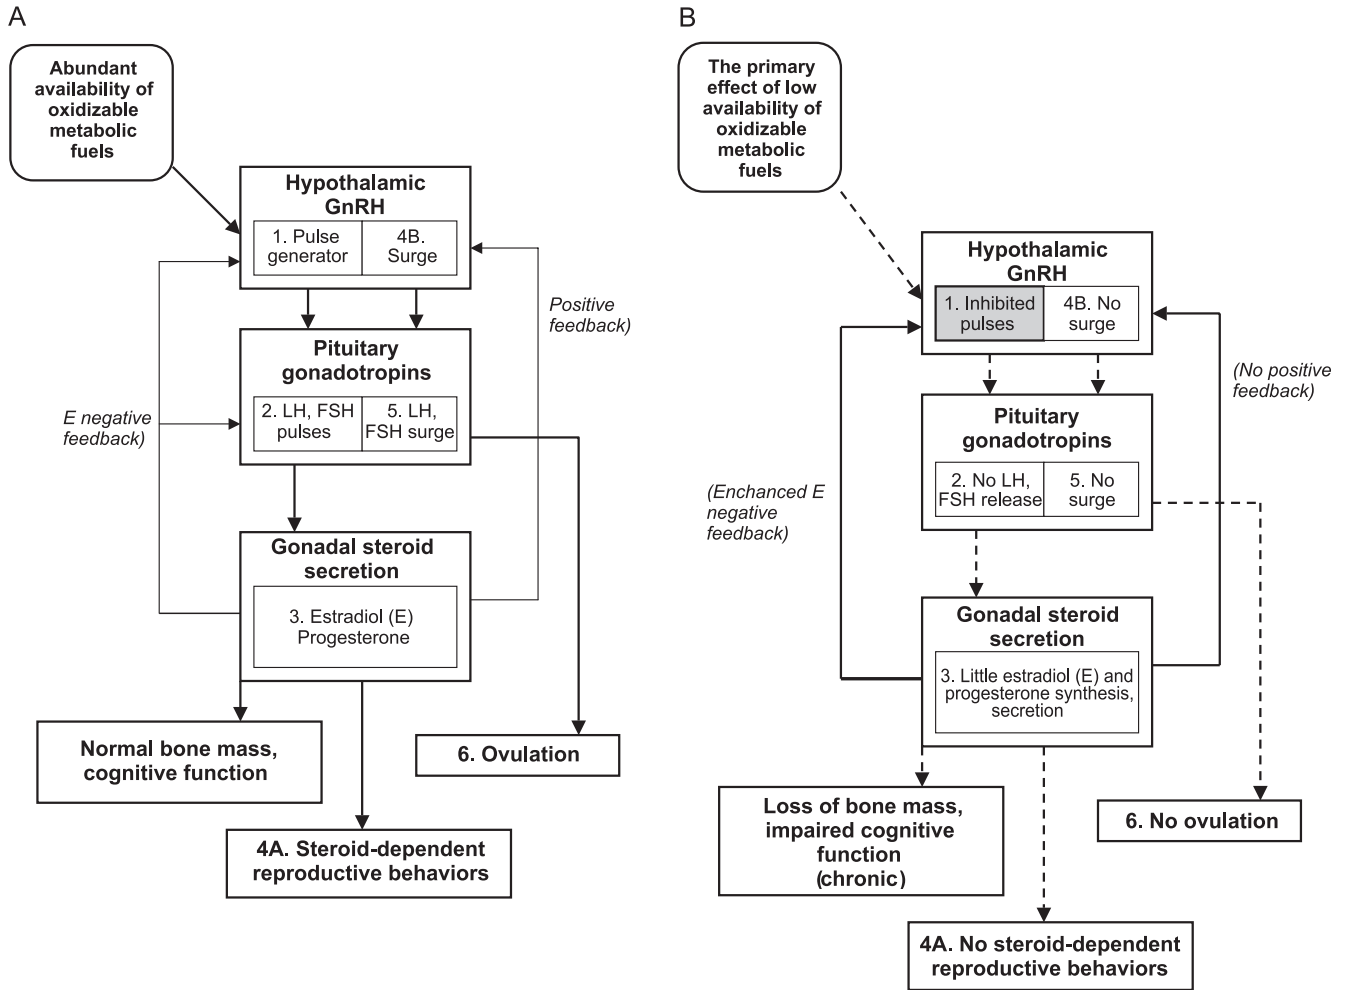 A
Abundant
availability of
oxidizable
metabolic
fuels
Hypothalamic
GnRH
1. Pulse
generator
4B.
Surge
Positive
feedback)
Pituitary
gonadotropins
2. LH, FSH
pulses
5. LH,
FSH surge
E negative
feedback)
Gonadal steroid
secretion
3. Estradiol (E)
Progesterone
Normal bone mass,
cognitive function
6. Ovulation
4A. Steroid-dependent
reproductive behaviors
B
The primary
effect of low
availability of
oxidizable
metabolic
fuels
Hypothalamic
GnRH
1. Inhibited
pulses
4B. No
surge
(No positive
feedback)
Pituitary
gonadotropins
2. No LH,
FSH release
5. No
surge
(Enchanced E
negative
feedback)
Gonadal steroid
secretion
3. Little estradiol (E) and
progesterone synthesis,
secretion
Loss of bone mass,
impaired cognitive
function
(chronic)
6. No ovulation
4A. No steroid-dependent
reproductive behaviors